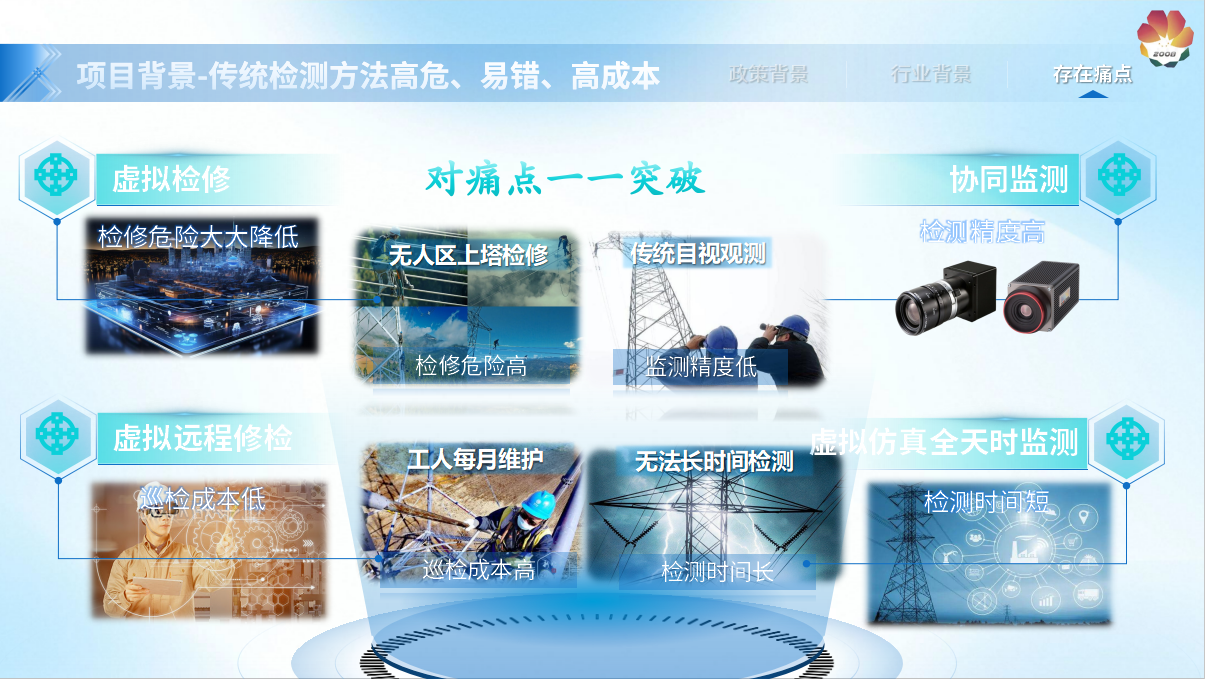 2008
项目背景-传统检测方法高危、易错、高成本
政策背景
行业背景
存在痛点
虚拟检修
对痛点一一突破
协同监测
检修危险大大降低
检测精度高
无人区上塔检修
传统目视观测
检修危险高
监测精度低
虚拟远程修检
虚拟仿真全天时监测
工人每月维护
无法长时间检测
巡检成本低
检测时间短
巡检成本高
检测时间长